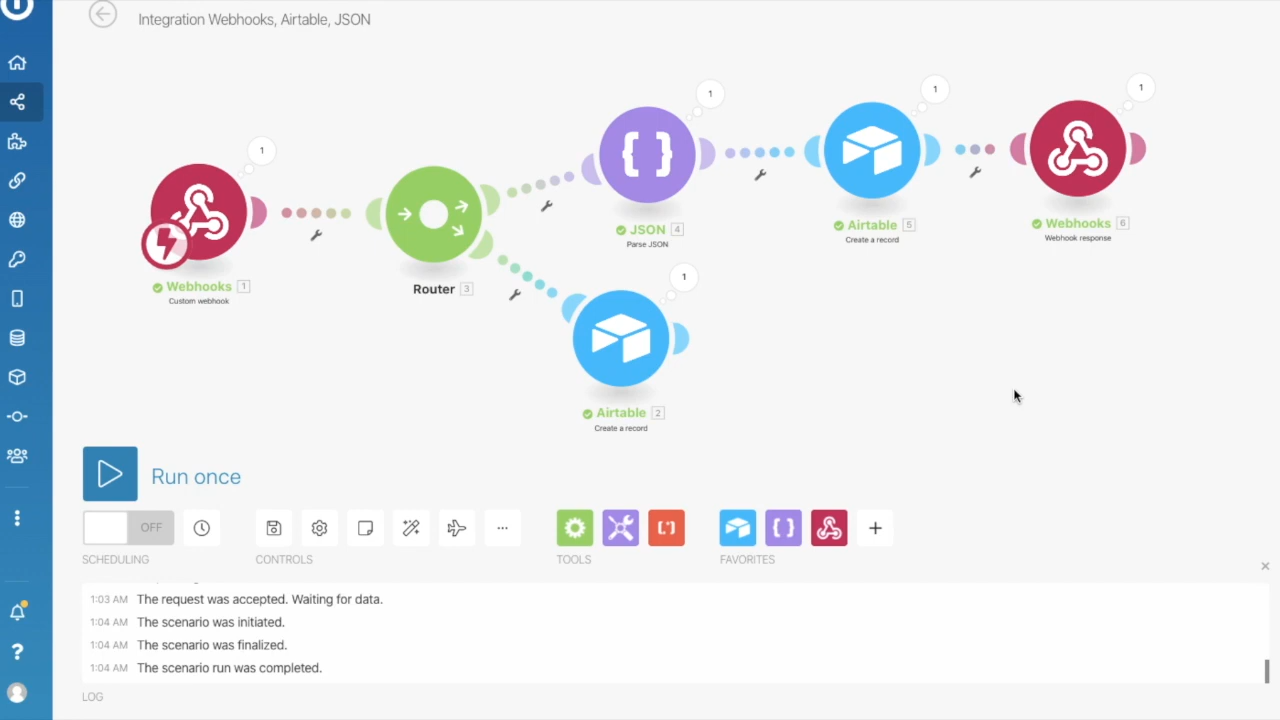 Integration Webhooks, Airtable, JSON
1
Webhooks 1
Custom webhook
Router 3
1
JSON 4
Parse JSON
1
Airtable 5
Create a record
1
Webhooks 6
Webhook response
1
Airtable 2
Create a record
Run once
OFF
SCHEDULING
CONTROLS
TOOLS
FAVORITES
1:03 AM The request was accepted. Waiting for data.
1:04 AM The scenario was initiated.
1:04 AM The scenario was finalized.
1:04 AM The scenario run was completed.
LOG